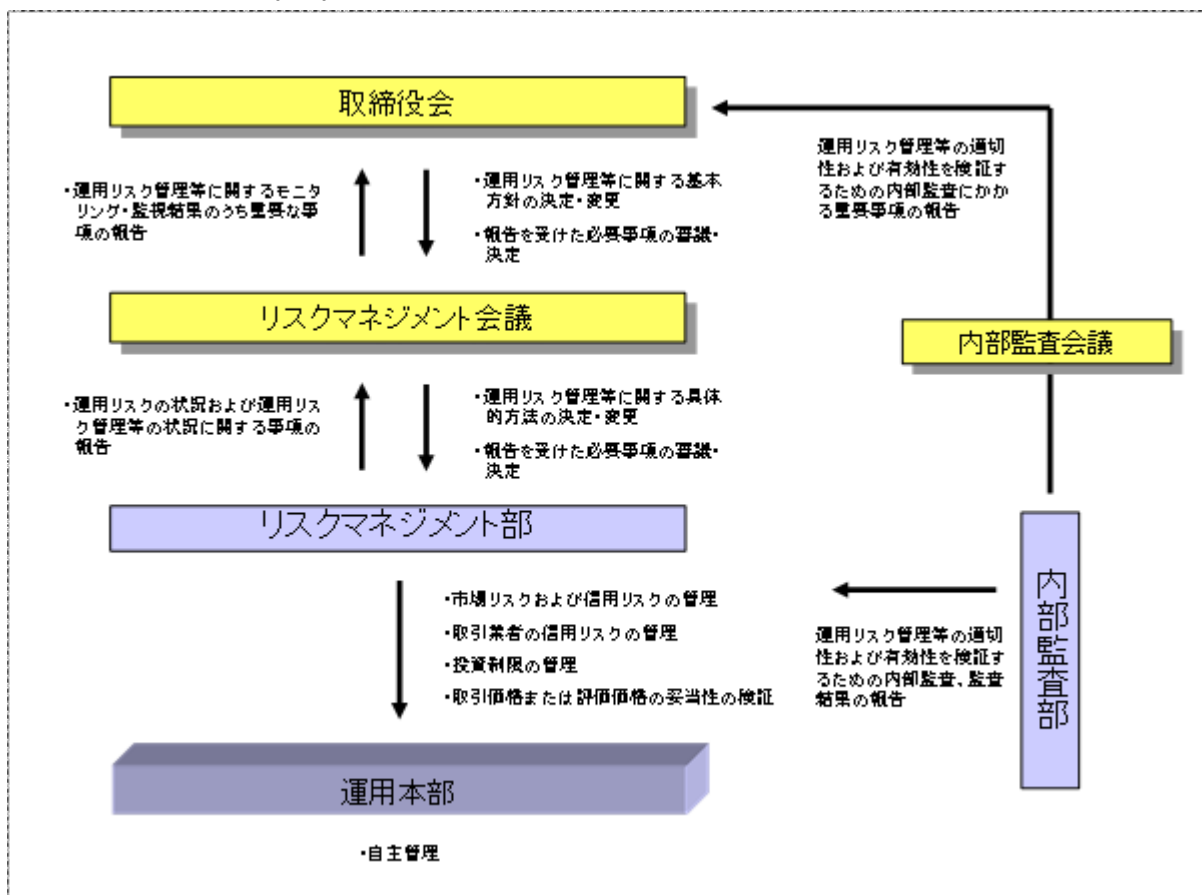 取締役会
・運用リスク管理等に関するモニ
タリング・監視結果のうち重要な事
項の報告
・運用リスク管理等に関する基本
方針の決定・変更
・報告を受けた必要事項の審議・
決定
運用リスク管理等の適切
性および有効性を検証す
るための内部監査にかか
る重要事項の報告
リスクマネジメント会議
内部監査会議
・運用リスクの状況および運用リス
ク管理等の状況に関する事項の
報告
・運用リスク管理等に関する具体
的方法の決定・変更
・報告を受けた必要事項の審議・
決定
リスクマネジメント部
内部監査部
・市場リスクおよび信用リスクの管理
・取引業者の信用リスクの管理
・投資制限の管理
・取引価格または評価価格の妥当性の検証
運用リスク管理等の適切
性および有効性を検証す
るための内部監査、監査
結果の報告
運用本部
・自主管理